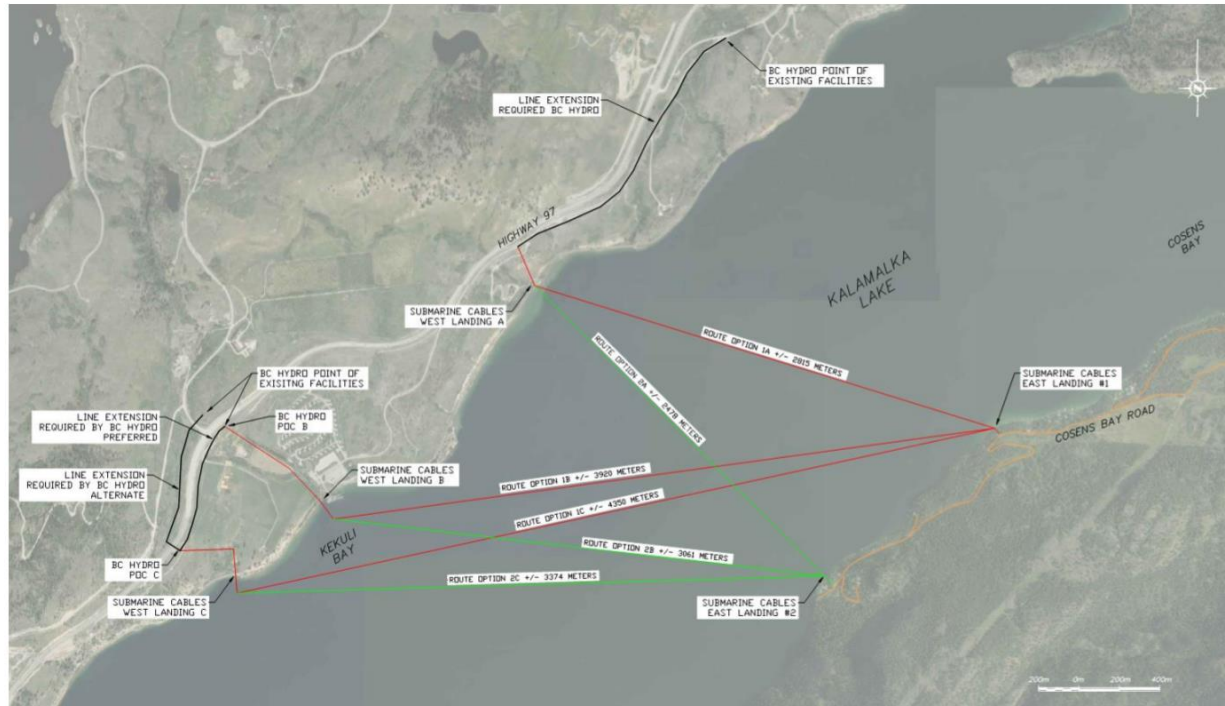 BC HYDRO POINT OF
EXISTING FACILITIES
LINE EXTENSION
REQUIRED BC HYDRO
N
HIGHWAY 97
COSENS
BAY
KALAMALKA
LAKE
SUBMARINE CABLES
WEST LANDING A
ROUTE OPTION 1A +/- 2815 METERS
ROUTE OPTION 2A +/- 2478 METERS
SUBMARINE CABLES
EAST LANDING #1
COSENS BAY ROAD
BC HYDRO POINT OF
EXISITNG FACILITIES
LINE EXTENSION
REQUIRED BY BC HYDRO
PREFERRED
BC HYDRO
POC B
LINE EXTENSION
REQUIRED BY BC HYDRO
ALTERNATE
SUBMARINE CABLES
WEST LANDING B
ROUTE OPTION 1B +/- 3920 METERS
ROUTE OPTION 1C +/- 4350 METERS
KEKULI
BAY
ROUTE OPTION 2B +/- 3061 METERS
BC HYDRO
POC C
ROUTE OPTION 2C +/- 3374 METERS
SUBMARINE CABLES
WEST LANDING C
SUBMARINE CABLES
EAST LANDING #2
200m 0m 200m 400m